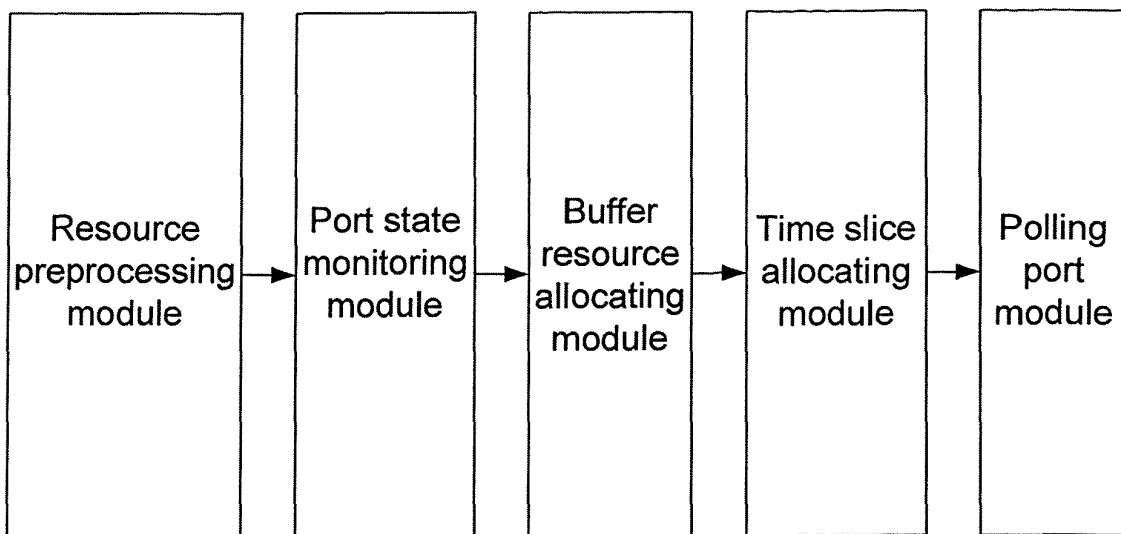 Resource
preprocessing
module
Port state
monitoring
module
Buffer
resource
allocating
module
Time slice
allocating
module
Polling
port
module